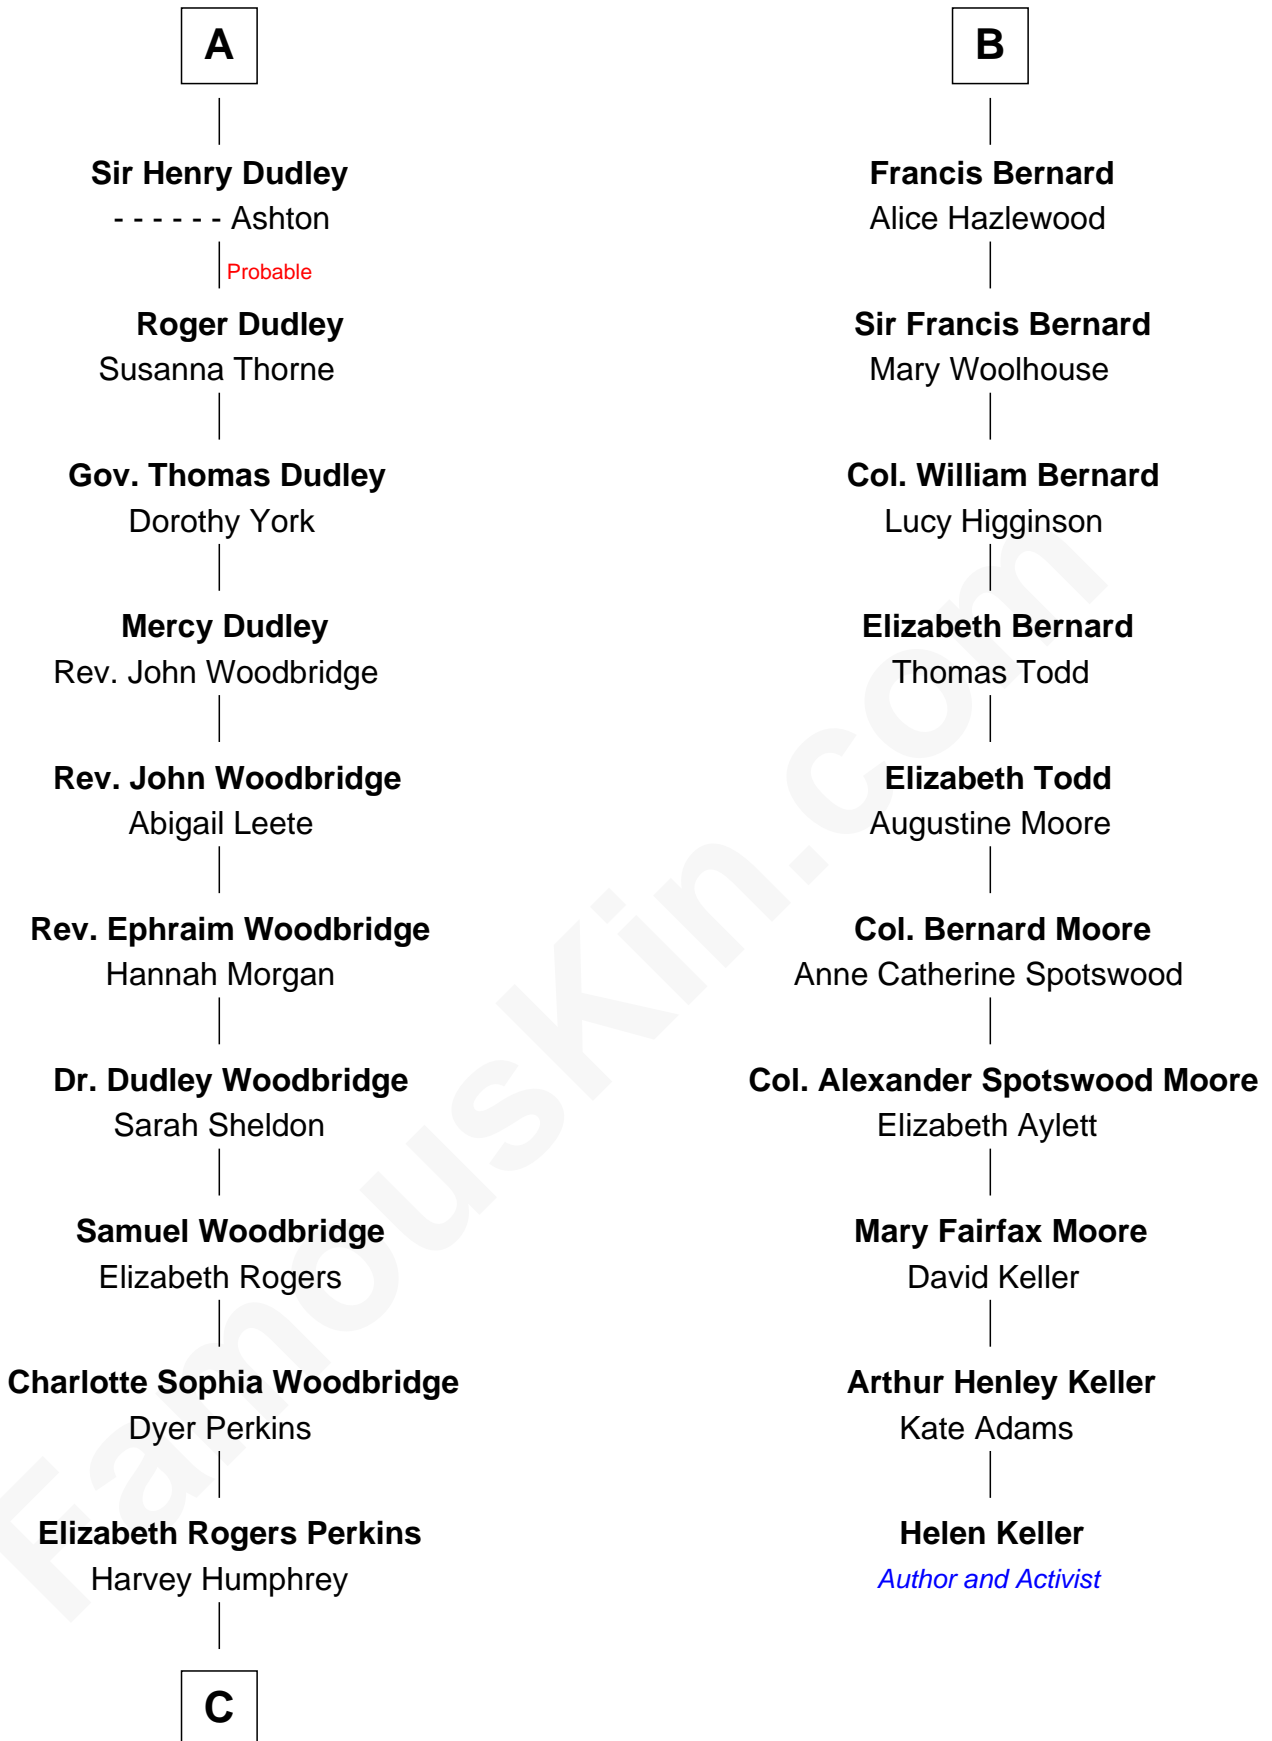 A
Sir Henry Dudley
- - - - - - Ashton
Probable
Roger Dudley
Susanna Thorne
Gov. Thomas Dudley
Dorothy York
Mercy Dudley
Rev. John Woodbridge
Rev. John Woodbridge
Abigail Leete
Rev. Ephraim Woodbridge
Hannah Morgan
Dr. Dudley Woodbridge
Sarah Sheldon
Samuel Woodbridge
Elizabeth Rogers
Charlotte Sophia Woodbridge
Dyer Perkins
Elizabeth Rogers Perkins
Harvey Humphrey
C
B
Francis Bernard
Alice Hazlewood
Sir Francis Bernard
Mary Woolhouse
Col. William Bernard
Lucy Higginson
Elizabeth Bernard
Thomas Todd
Elizabeth Todd
Augustine Moore
Col. Bernard Moore
Anne Catherine Spotswood
Col. Alexander Spotswood Moore
Elizabeth Aylett
Mary Fairfax Moore
David Keller
Arthur Henley Keller
Kate Adams
Helen Keller
Author and Activist
FamousKin.com